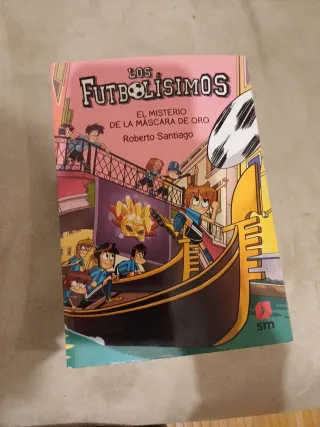 LOS
FUTBOLÍSIMOS
EL MISTERIO
DE LA MÁSCARA DE ORO
Roberto Santiago
sm